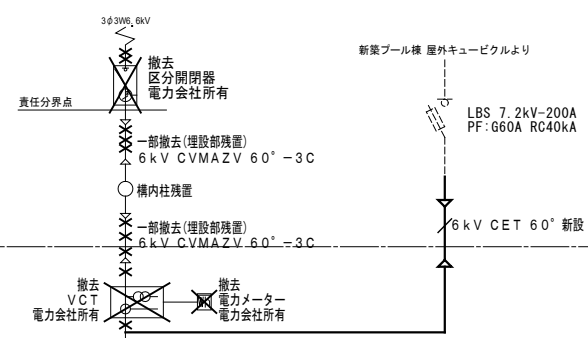 3φ3W6.6kV
撤去
区分開閉器
電力会社所有
責任分界点
一部撤去(埋設部残置)
6kV CVMAZV 60°-3C
構内柱残置
一部撤去(埋設部残置)
6kV CVMAZV 60°-3C
撤去
VCT
電力会社所有
撤去
電力メーター
電力会社所有
新築プール棟 屋外キュービクルより
LBS 7.2kV-200A
PF:G60A RC40kA
6kV CET 60° 新設